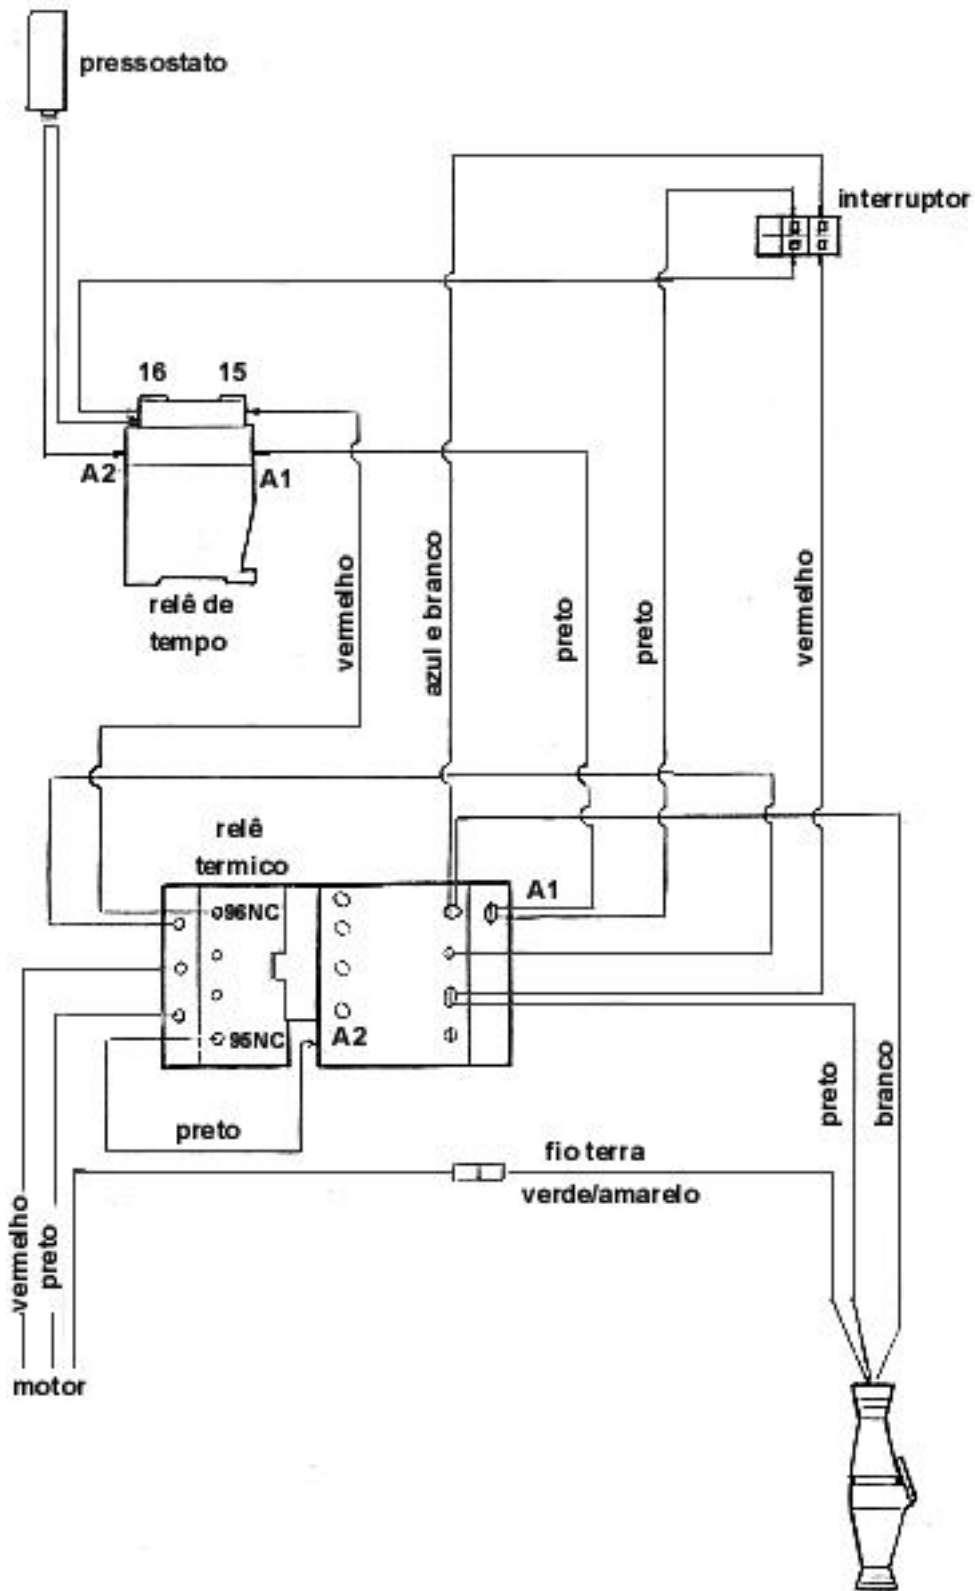 pressostato
interruptor
16
15
A2
A1
relê de
tempo
vermelho
azul e branco
preto
preto
vermelho
relê
termico
96NC
A1
95NC
A2
preto
preto
branco
fio terra
verde/amarelo
vermelho
preto
motor